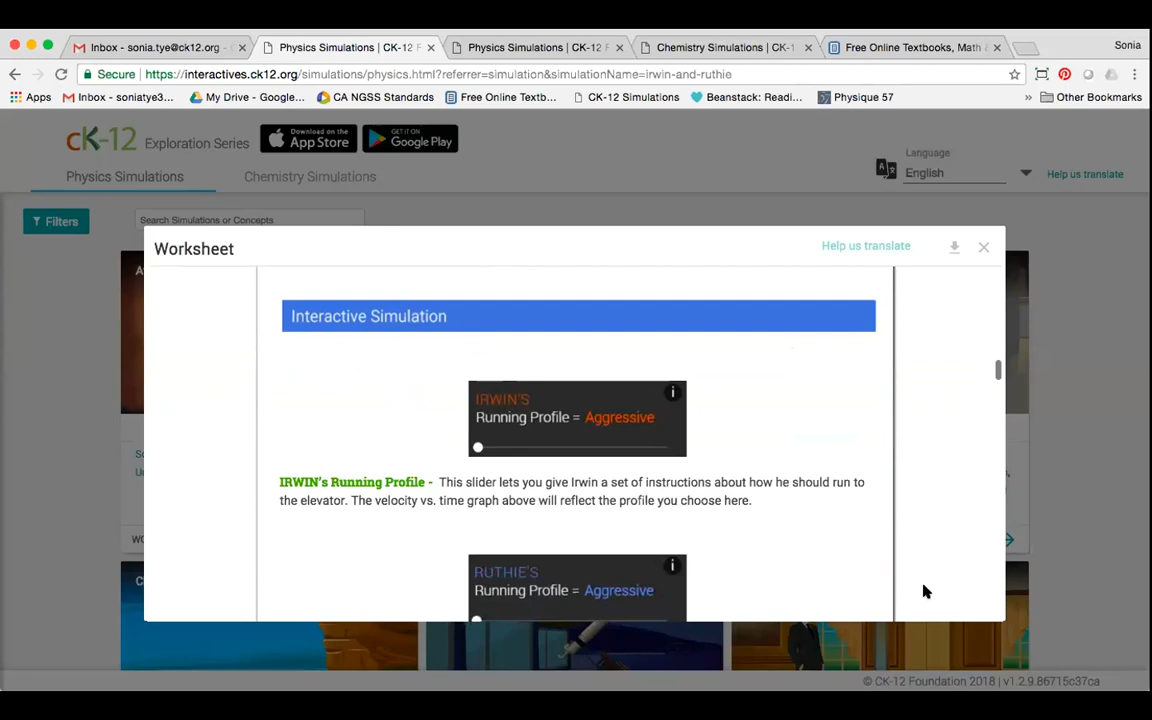 Inbox - sonia.tye@ck12.org
Physics Simulations | CK-12 F
Physics Simulations | CK-12 F
Chemistry Simulations | CK-1
Free Online Textbooks, Math &
Sonia
Secure
https://interactives.ck12.org/simulations/physics.html?referrer=simulation&simulationName=irwin-and-ruthie
Apps
Inbox - soniatye3...
My Drive - Google...
CA NGSS Standards
Free Online Textb...
CK-12 Simulations
Beanstack: Readi...
Physique 57
»
Other Bookmarks
cK-12 Exploration Series
Download on the
App Store
GET IT ON
Google Play
Language
English
Help us translate
Physics Simulations
Chemistry Simulations
Filters
Search Simulations or Concepts
Worksheet
Help us translate
Interactive Simulation
IRWIN'S
Running Profile = Aggressive
IRWIN's Running Profile - This slider lets you give Irwin a set of instructions about how he should run to
the elevator. The velocity vs. time graph above will reflect the profile you choose here.
RUTHIE'S
Running Profile = Aggressive
© CK-12 Foundation 2018 | v1.2.9.86715c37ca